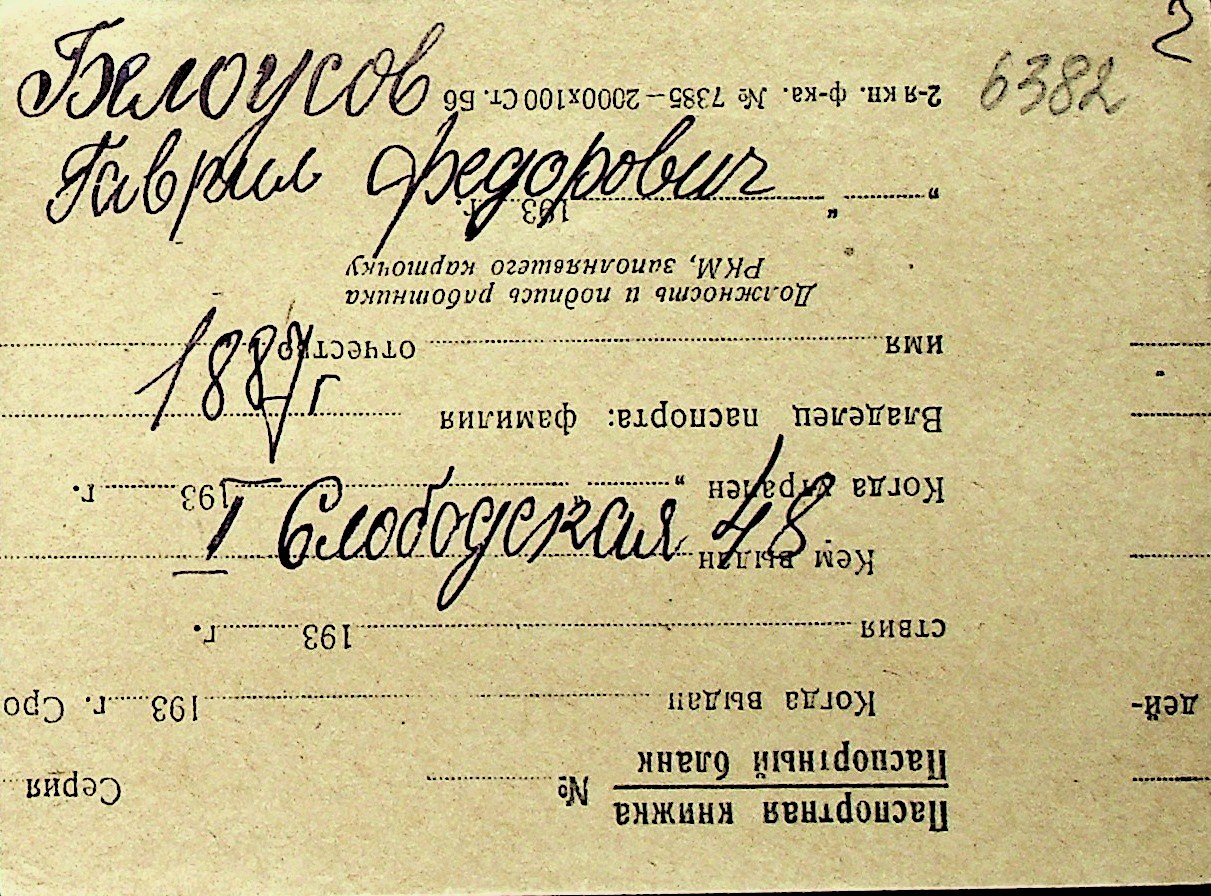 2
6382
Белоусов
Гаврил Федорович
1887 г
I Слободская 48
Паспортная книжка
Паспортный бланк
№
Серия
Когда выдан 193 г. Сро
дей-
ствия 193 г.
Кем выдан
Когда утрачен „ “ 193 г.
Владелец паспорта: фамилия
имя отчество
Должность и подпись работника
РКМ, заполнявшего карточку
„ “ 193 г.
2-я кн. ф-ка. № 7385—2000х100 Ст. Б6